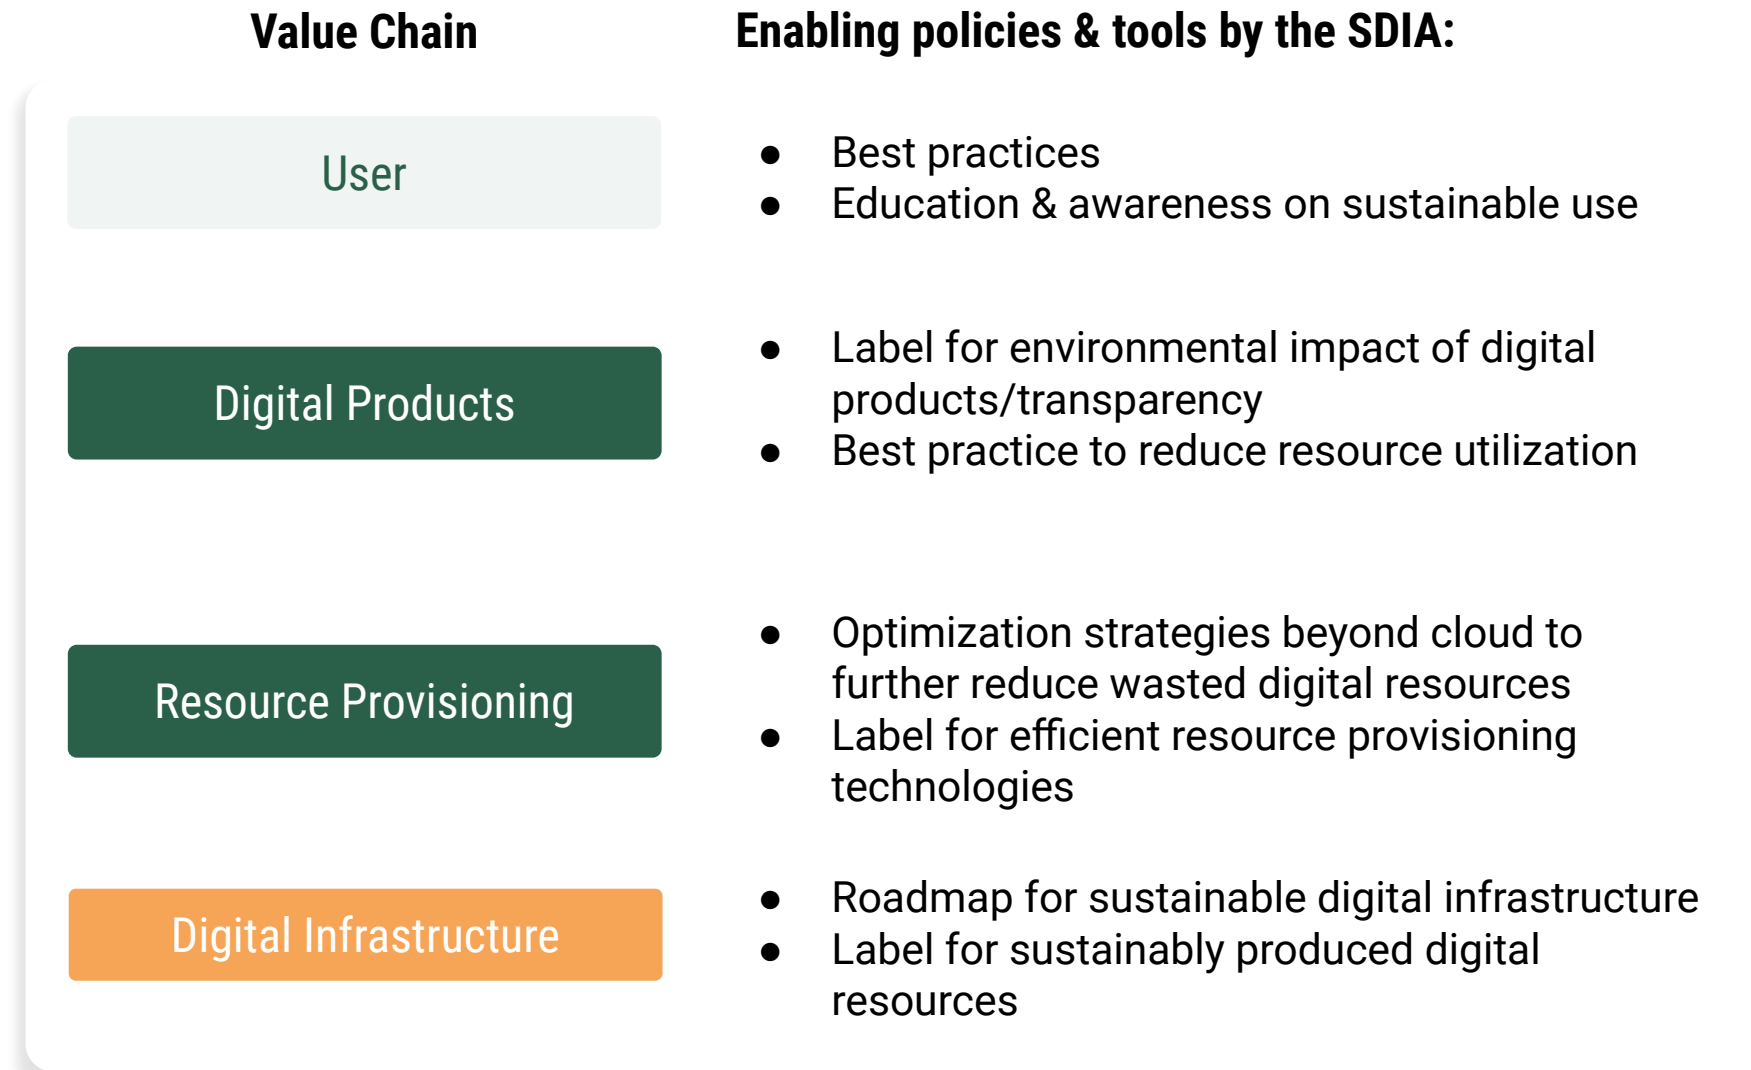 Value Chain
Enabling policies & tools by the SDIA:
User
● Best practices
● Education & awareness on sustainable use
Digital Products
● Label for environmental impact of digital
products/transparency
● Best practice to reduce resource utilization
Resource Provisioning
● Optimization strategies beyond cloud to
further reduce wasted digital resources
● Label for efficient resource provisioning
technologies
Digital Infrastructure
● Roadmap for sustainable digital infrastructure
● Label for sustainably produced digital
resources